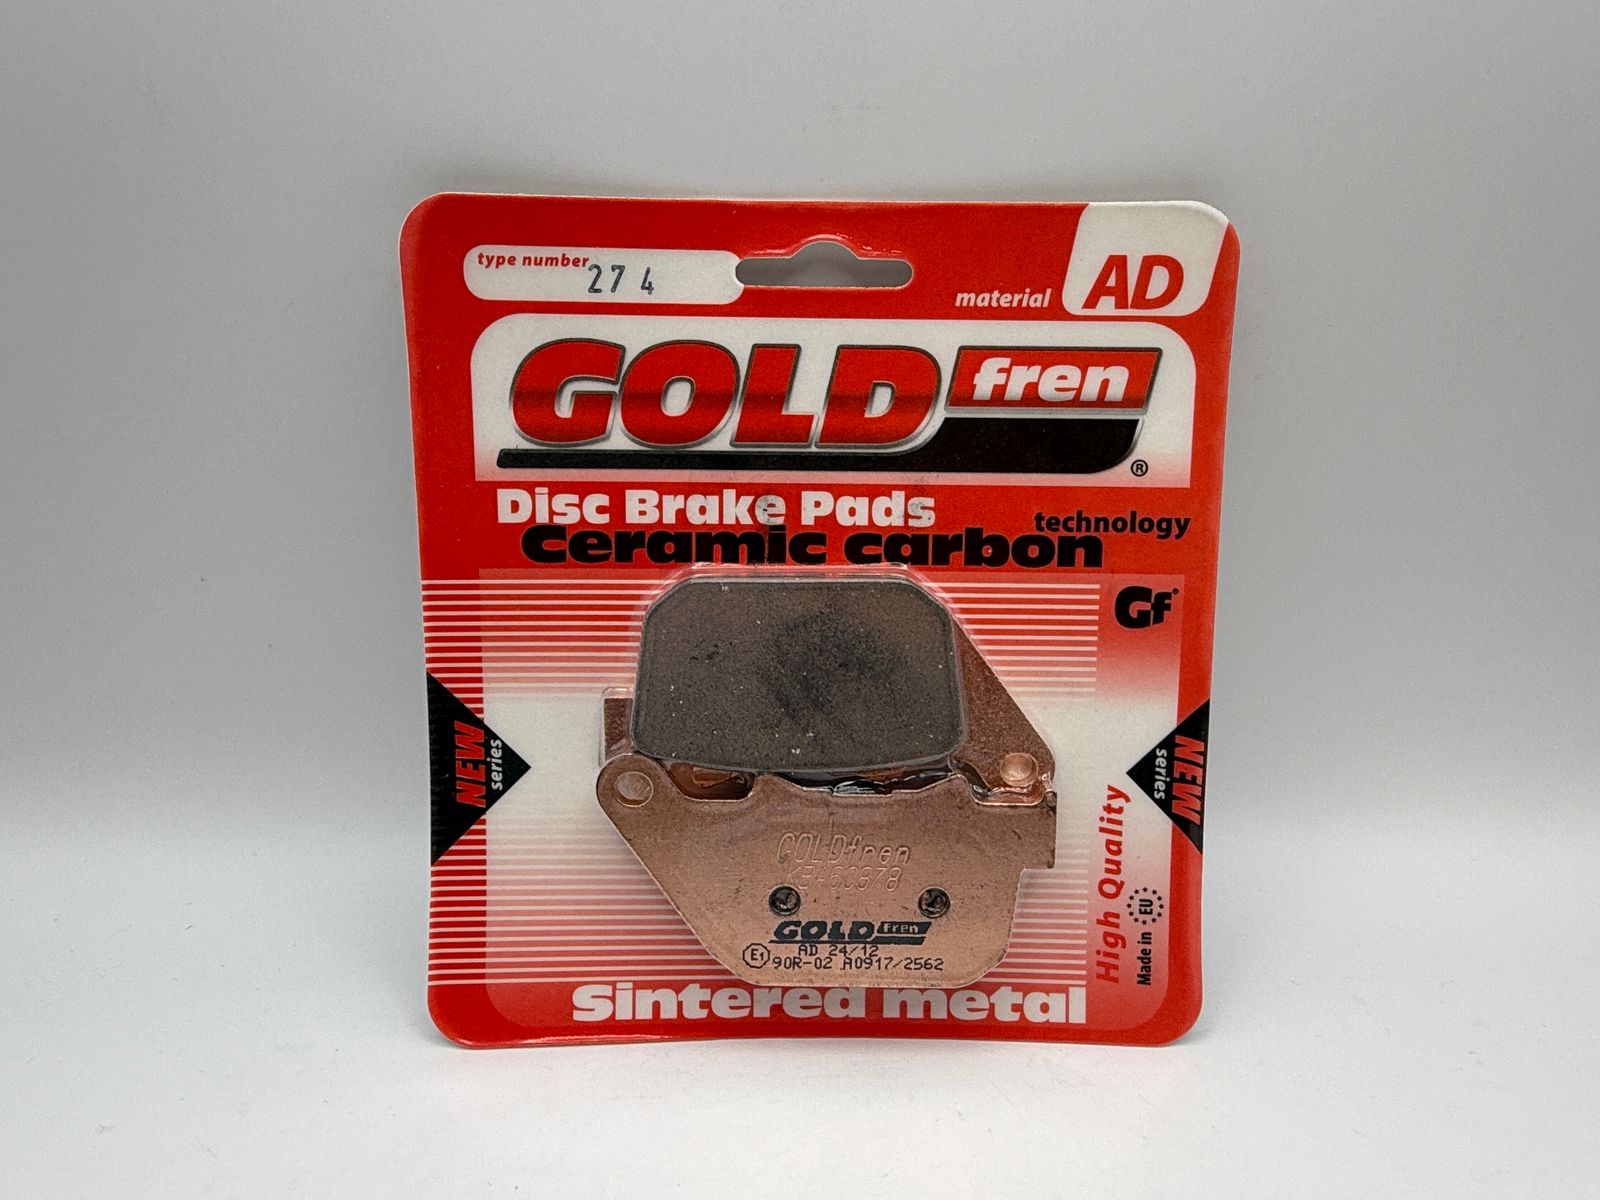 type number
274
material
AD
GOLD fren
®
Disc Brake Pads
Ceramic carbon technology
Gf
NEW series
NEW series
GOLDfren
KBA60878
GOLD fren
AD 24/12
E1 90R-02 A0917/2562
High Quality
Made in EU
Sintered metal